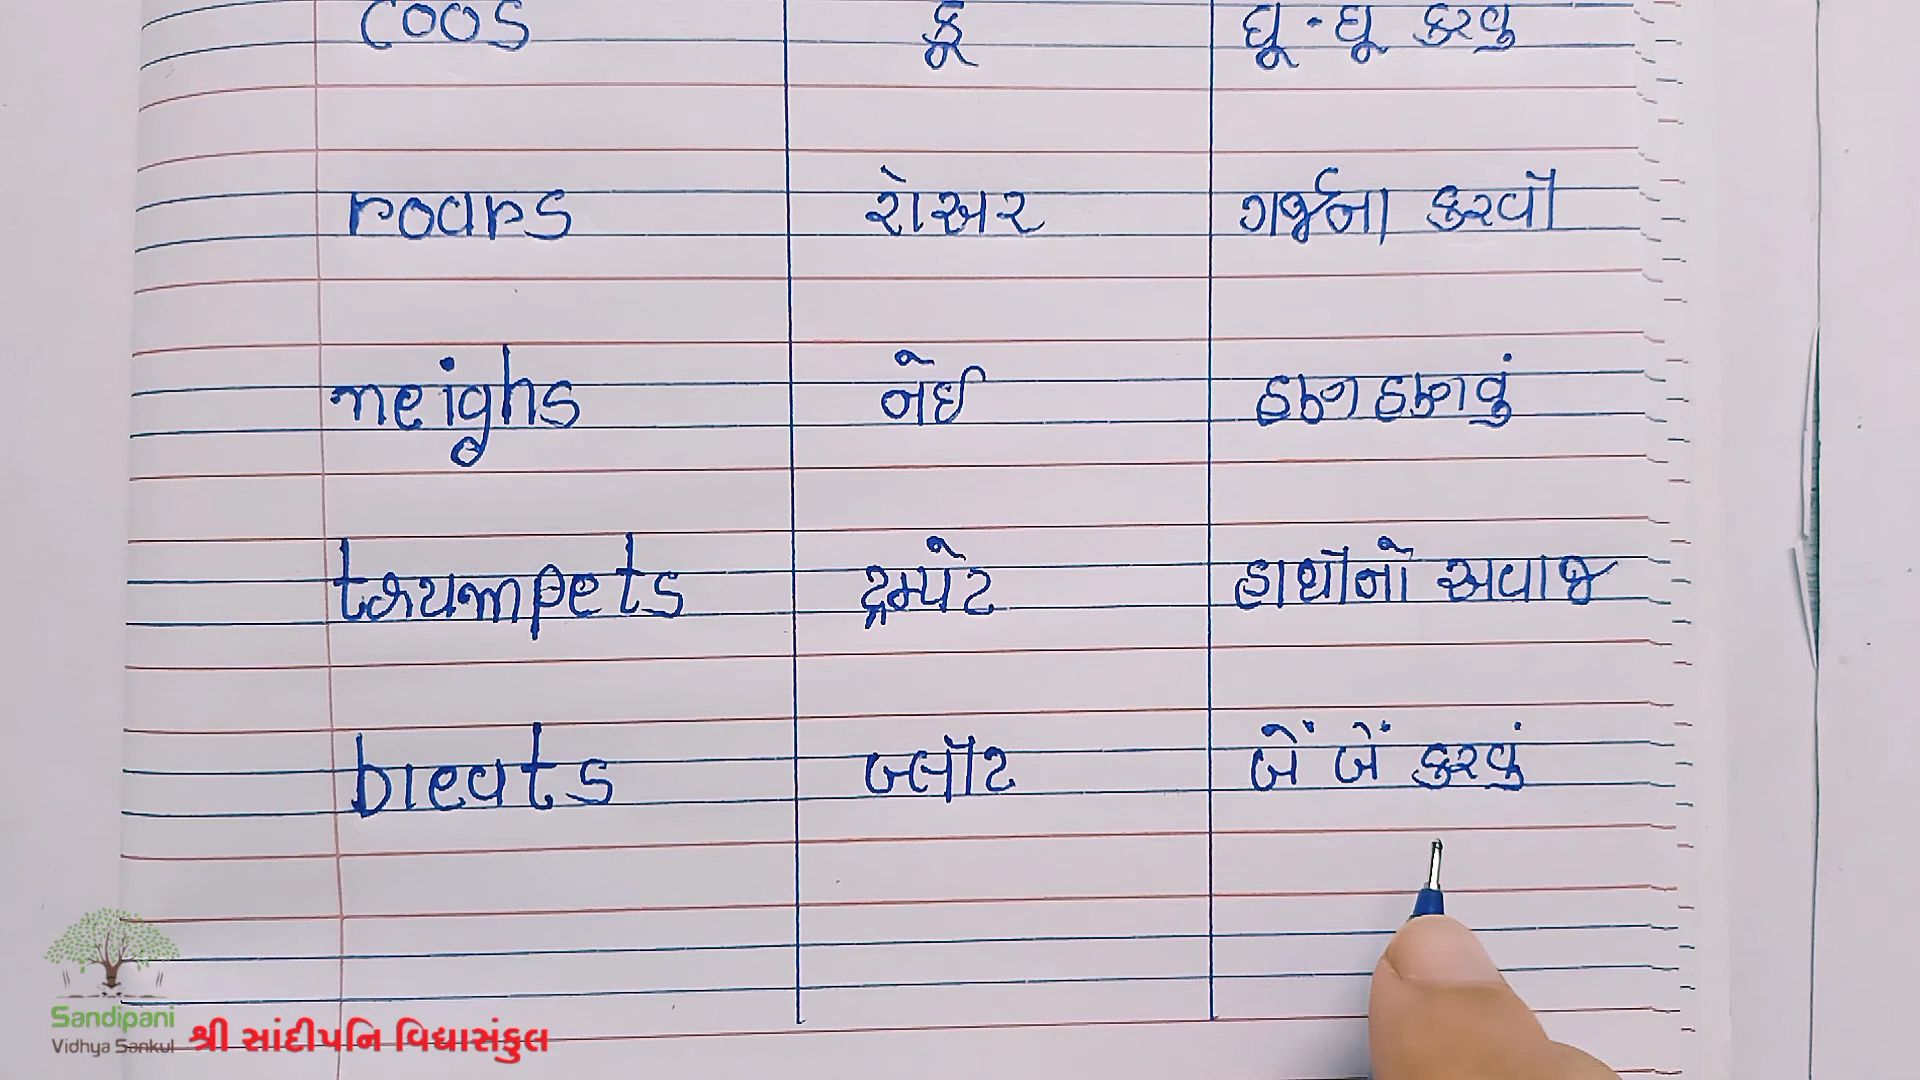 coos કૂ ઘૂ - ઘૂ કરવુ
roars રોઅર ગર્જના કરવી
neighs નેઈ હણહણવું
trumpets ટ્રમ્પેટ હાથીનો અવાજ
bleats બ્લીટ બેં બેં કરવું
Sandipani
Vidhya Sankul
શ્રી સાંદીપનિ વિદ્યાસંકુલ